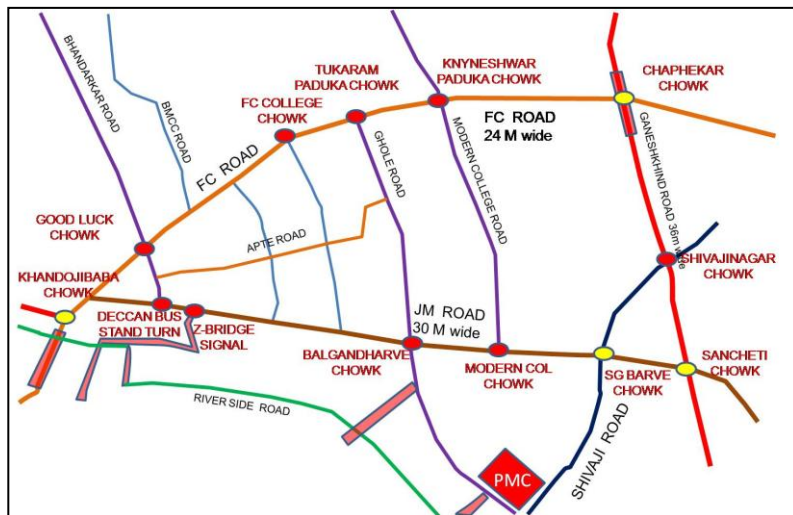 BHANDARKAR ROAD
BMCC ROAD
TUKARAM
PADUKA CHOWK
KNYNESHWAR
PADUKA CHOWK
CHAPHEKAR
CHOWK
FC COLLEGE
CHOWK
FC ROAD
24 M wide
FC ROAD
GHOLE ROAD
MODERN COLLEGE ROAD
GANESHKHIND ROAD 36m wide
GOOD LUCK
CHOWK
APTE ROAD
KHANDOJIBABA
CHOWK
SHIVAJINAGAR
CHOWK
DECCAN BUS
STAND TURN
Z-BRIDGE
SIGNAL
JM ROAD
30 M wide
BALGANDHARVE
CHOWK
MODERN COL
CHOWK
SG BARVE
CHOWK
SANCHETI
CHOWK
RIVER SIDE ROAD
SHIVAJI ROAD
PMC